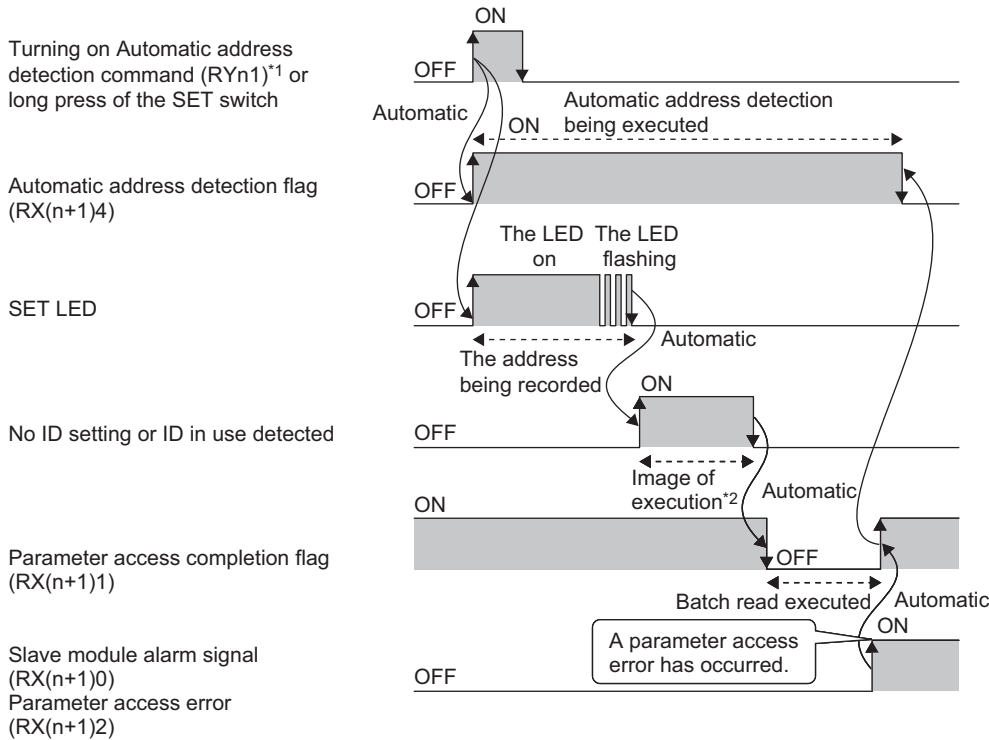 ON
Turning on Automatic address
detection command (RYn1)*1 or
long press of the SET switch
OFF
Automatic
ON
Automatic address detection
being executed
Automatic address detection flag
(RX(n+1)4)
OFF
The LED
on
The LED
flashing
SET LED
OFF
The address
being recorded
Automatic
ON
No ID setting or ID in use detected
OFF
Image of
execution*2
Automatic
ON
Parameter access completion flag
(RX(n+1)1)
OFF
Batch read executed
Automatic
A parameter access
error has occurred.
ON
Slave module alarm signal
(RX(n+1)0)
Parameter access error
(RX(n+1)2)
OFF